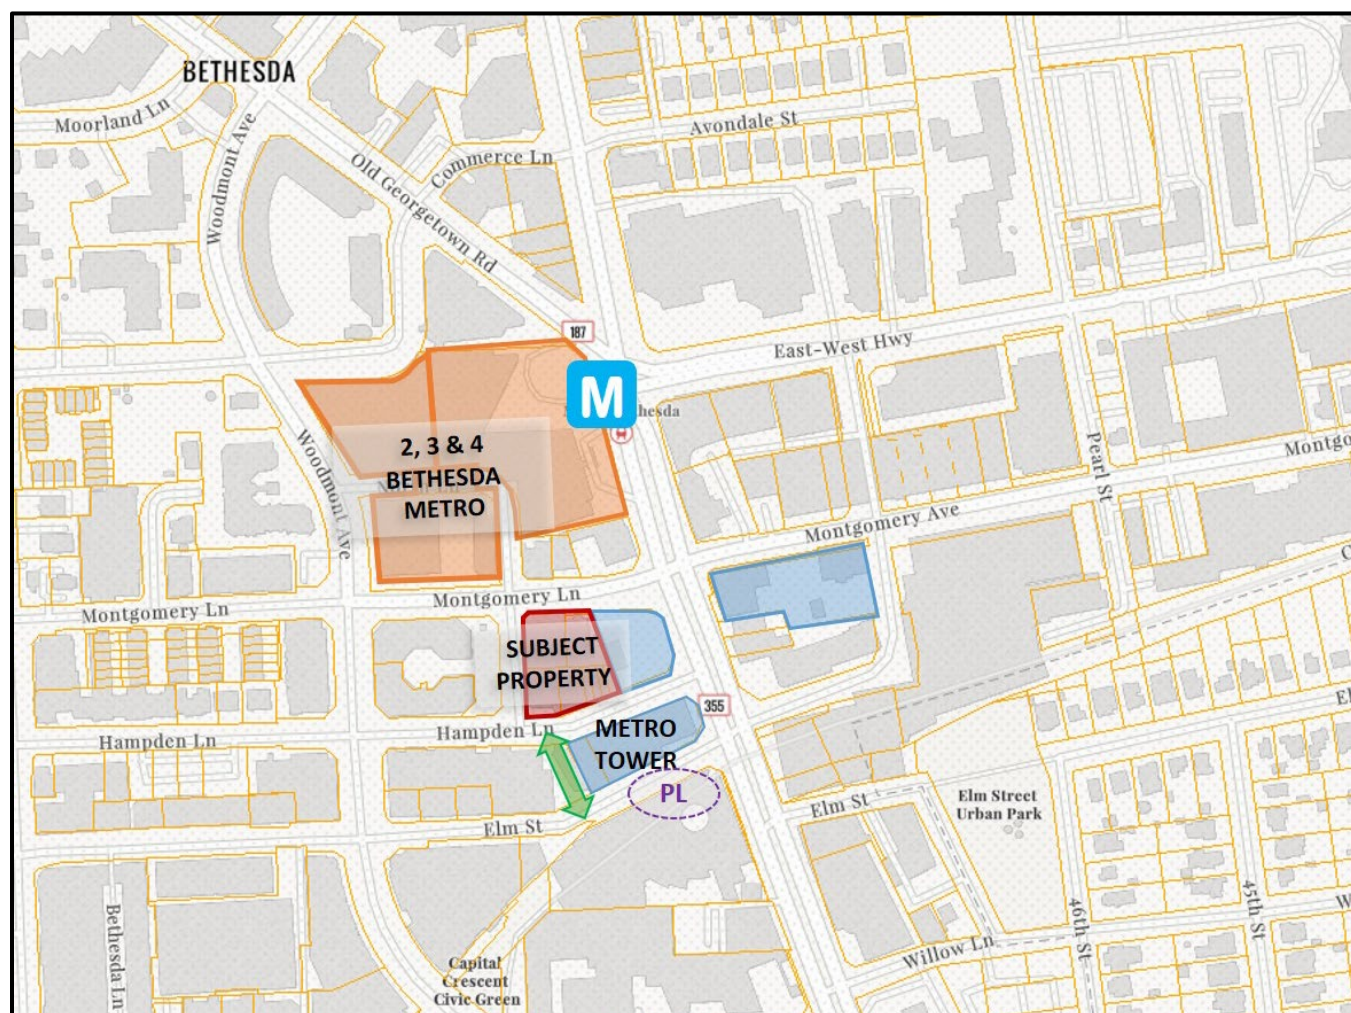 BETHESDA
Moorland Ln
Woodmont Ave
Old Georgetown Rd
Commerce Ln
Avondale St
187
East-West Hwy
M
hesda
2, 3 & 4
BETHESDA
METRO
Woodmont Ave
Pearl St
Montgo
Montgomery Ave
Montgomery Ln
Montgomery Ln
SUBJECT
PROPERTY
355
Hampden Ln
Hampden Ln
METRO
TOWER
PL
Elm St
Elm St
El
Elm Street
Urban Park
Bethesda Ln
Capital
Crescent
Civic Green
Willow Ln
46th St
45th St
W